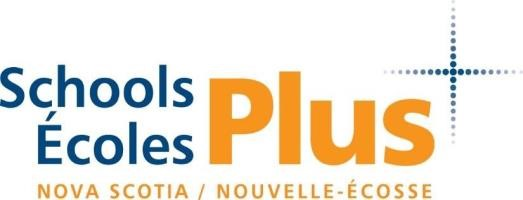 Schools
Écoles Plus
NOVA SCOTIA / NOUVELLE-ÉCOSSE